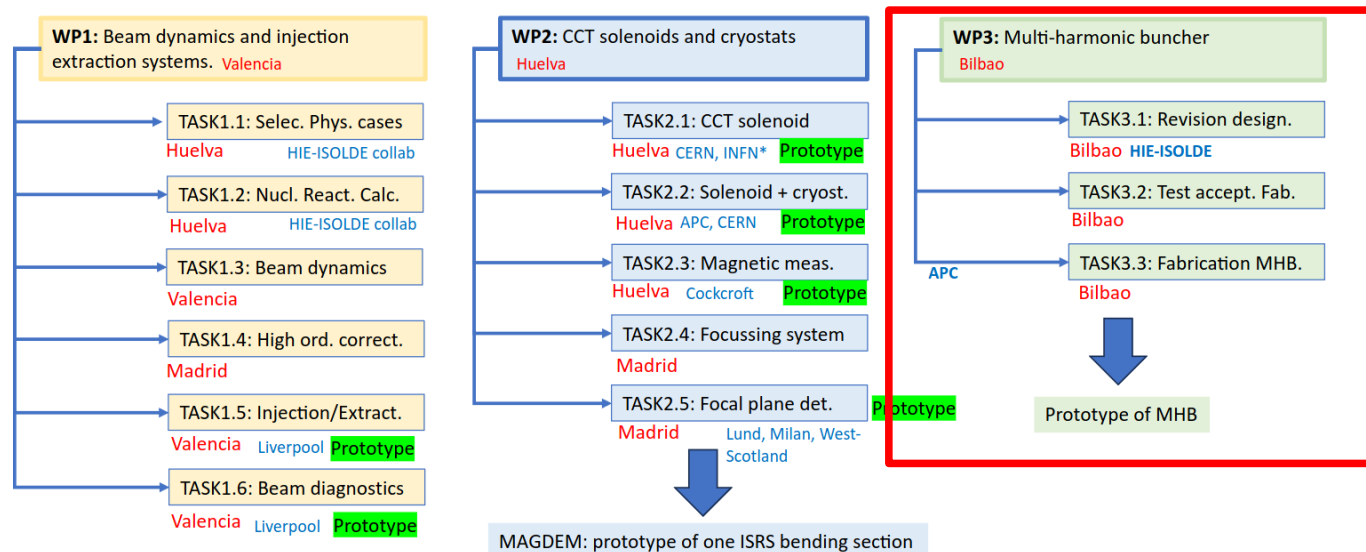 WP1: Beam dynamics and injection
extraction systems. Valencia
TASK1.1: Selec. Phys. cases
Huelva HIE-ISOLDE collab
TASK1.2: Nucl. React. Calc.
Huelva HIE-ISOLDE collab
TASK1.3: Beam dynamics
Valencia
TASK1.4: High ord. correct.
Madrid
TASK1.5: Injection/Extract.
Valencia Liverpool Prototype
TASK1.6: Beam diagnostics
Valencia Liverpool Prototype
WP2: CCT solenoids and cryostats
Huelva
TASK2.1: CCT solenoid
Huelva CERN, INFN* Prototype
TASK2.2: Solenoid + cryost.
Huelva APC, CERN Prototype
TASK2.3: Magnetic meas.
Huelva Cockcroft Prototype
TASK2.4: Focussing system
Madrid
TASK2.5: Focal plane det. Prototype
Madrid Lund, Milan, West-
Scotland
MAGDEM: prototype of one ISRS bending section
WP3: Multi-harmonic buncher
Bilbao
TASK3.1: Revision design.
Bilbao HIE-ISOLDE
TASK3.2: Test accept. Fab.
Bilbao
TASK3.3: Fabrication MHB.
APC
Bilbao
Prototype of MHB